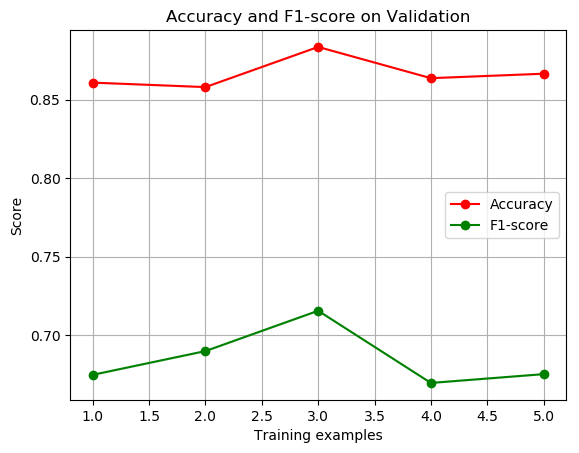 Accuracy and F1-score on Validation
Score
0.85
0.80
0.75
0.70
Accuracy
F1-score
1.0 1.5 2.0 2.5 3.0 3.5 4.0 4.5 5.0
Training examples